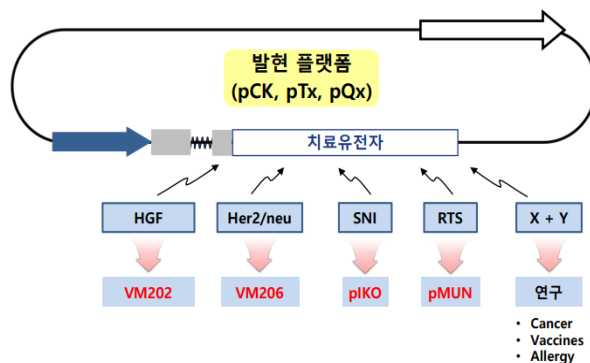 발현 플랫폼
(pCK, pTx, pQx)
치료유전자
HGF
Her2/neu
SNI
RTS
X + Y
VM202
VM206
pIKO
pMUN
연구
• Cancer
• Vaccines
• Allergy